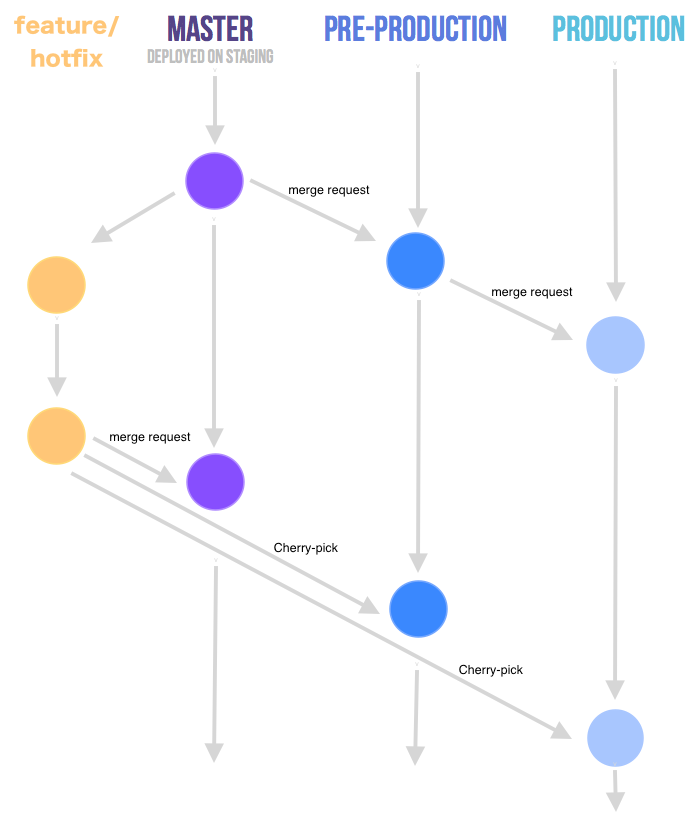 feature/
hotfix
MASTER
DEPLOYED ON STAGING
PRE-PRODUCTION
PRODUCTION
merge request
merge request
merge request
Cherry-pick
Cherry-pick